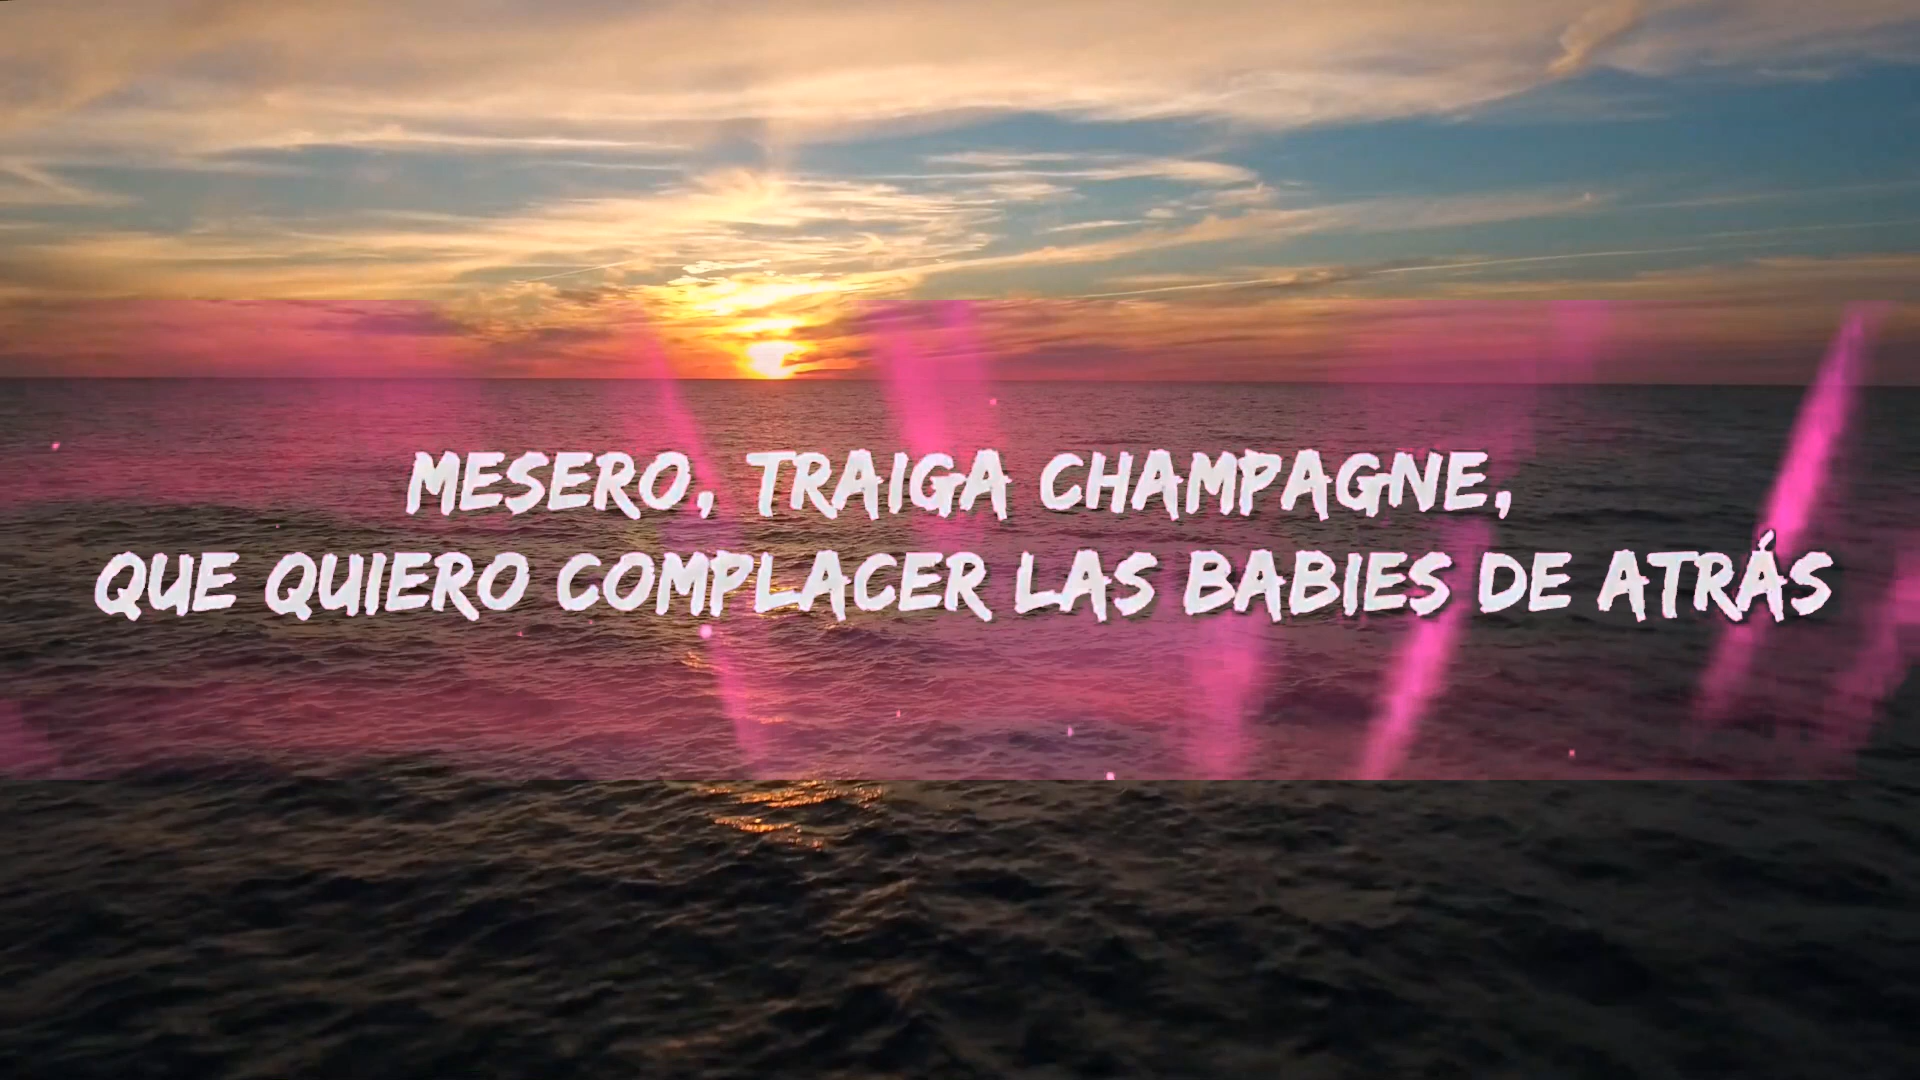 MESERO, TRAIGA CHAMPAGNE,
QUE QUIERO COMPLACER LAS BABIES DE ATRÁS